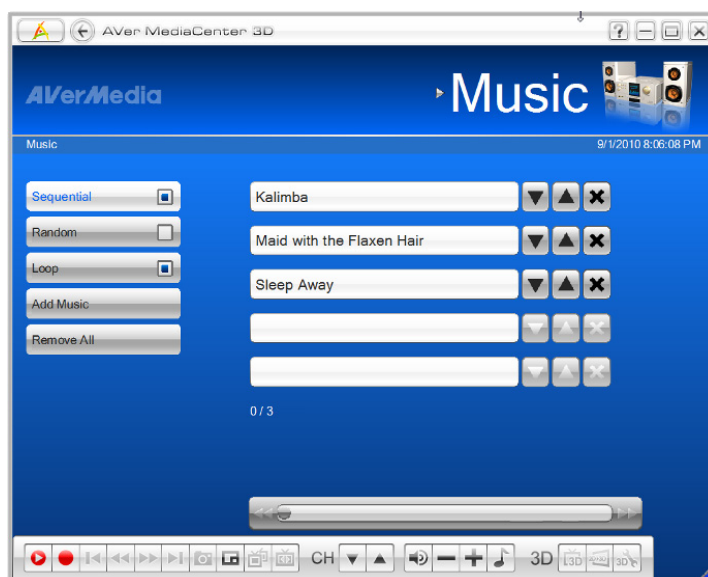 AVer MediaCenter 3D
AVerMedia
Music
Music
9/1/2010 8:06:08 PM
Sequential
Random
Loop
Add Music
Remove All
Kalimba
Maid with the Flaxen Hair
Sleep Away
0 / 3
CH
3D